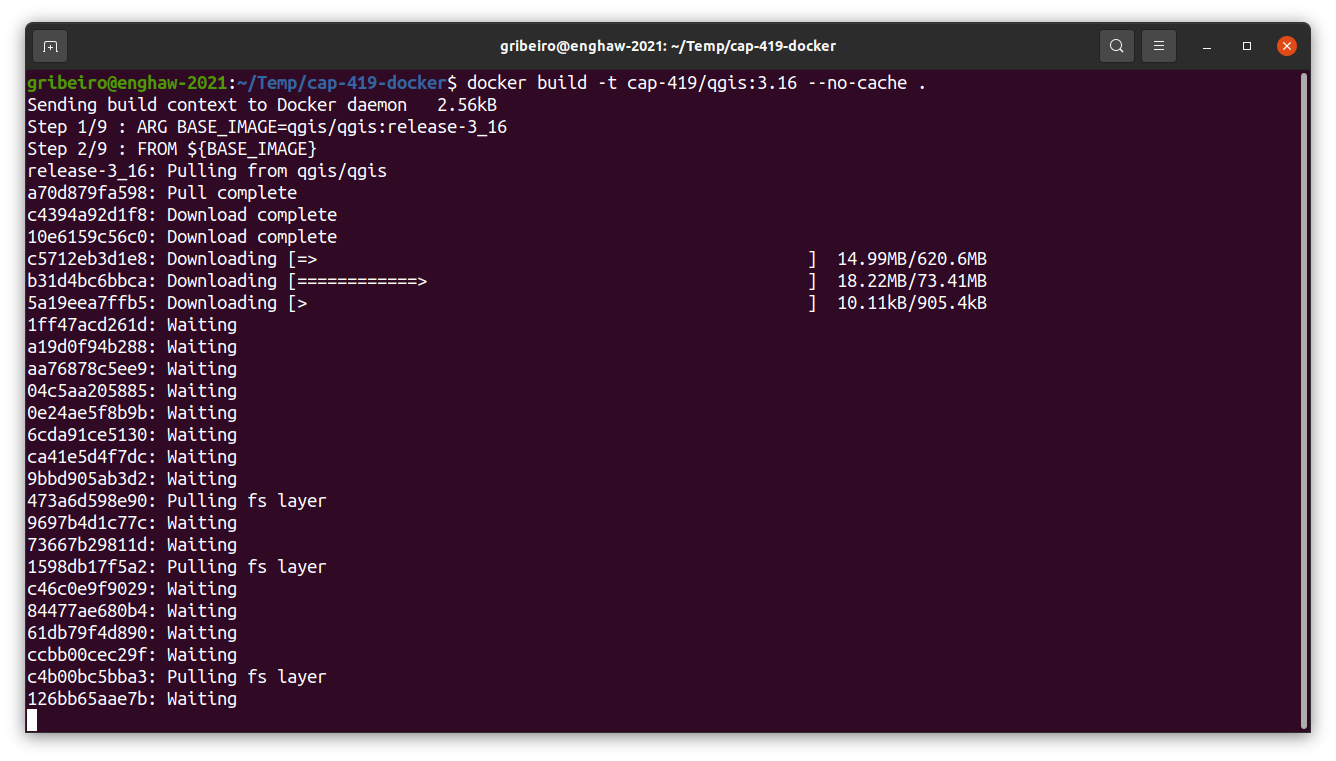 gribeiro@enghaw-2021: ~/Temp/cap-419-docker
gribeiro@enghaw-2021:~/Temp/cap-419-docker$ docker build -t cap-419/qgis:3.16 --no-cache .
Sending build context to Docker daemon   2.56kB
Step 1/9 : ARG BASE_IMAGE=qgis/qgis:release-3_16
Step 2/9 : FROM ${BASE_IMAGE}
release-3_16: Pulling from qgis/qgis
a70d879fa598: Pull complete
c4394a92d1f8: Download complete
10e6159c56c0: Download complete
c5712eb3d1e8: Downloading [=>                                                 ]  14.99MB/620.6MB
b31d4bc6bbca: Downloading [============>                                      ]  18.22MB/73.41MB
5a19eea7ffb5: Downloading [>                                                  ]  10.11kB/905.4kB
1ff47acd261d: Waiting
a19d0f94b288: Waiting
aa76878c5ee9: Waiting
04c5aa205885: Waiting
0e24ae5f8b9b: Waiting
6cda91ce5130: Waiting
ca41e5d4f7dc: Waiting
9bbd905ab3d2: Waiting
473a6d598e90: Pulling fs layer
9697b4d1c77c: Waiting
73667b29811d: Waiting
1598db17f5a2: Pulling fs layer
c46c0e9f9029: Waiting
84477ae680b4: Waiting
61db79f4d890: Waiting
ccbb00cec29f: Waiting
c4b00bc5bba3: Pulling fs layer
126bb65aae7b: Waiting